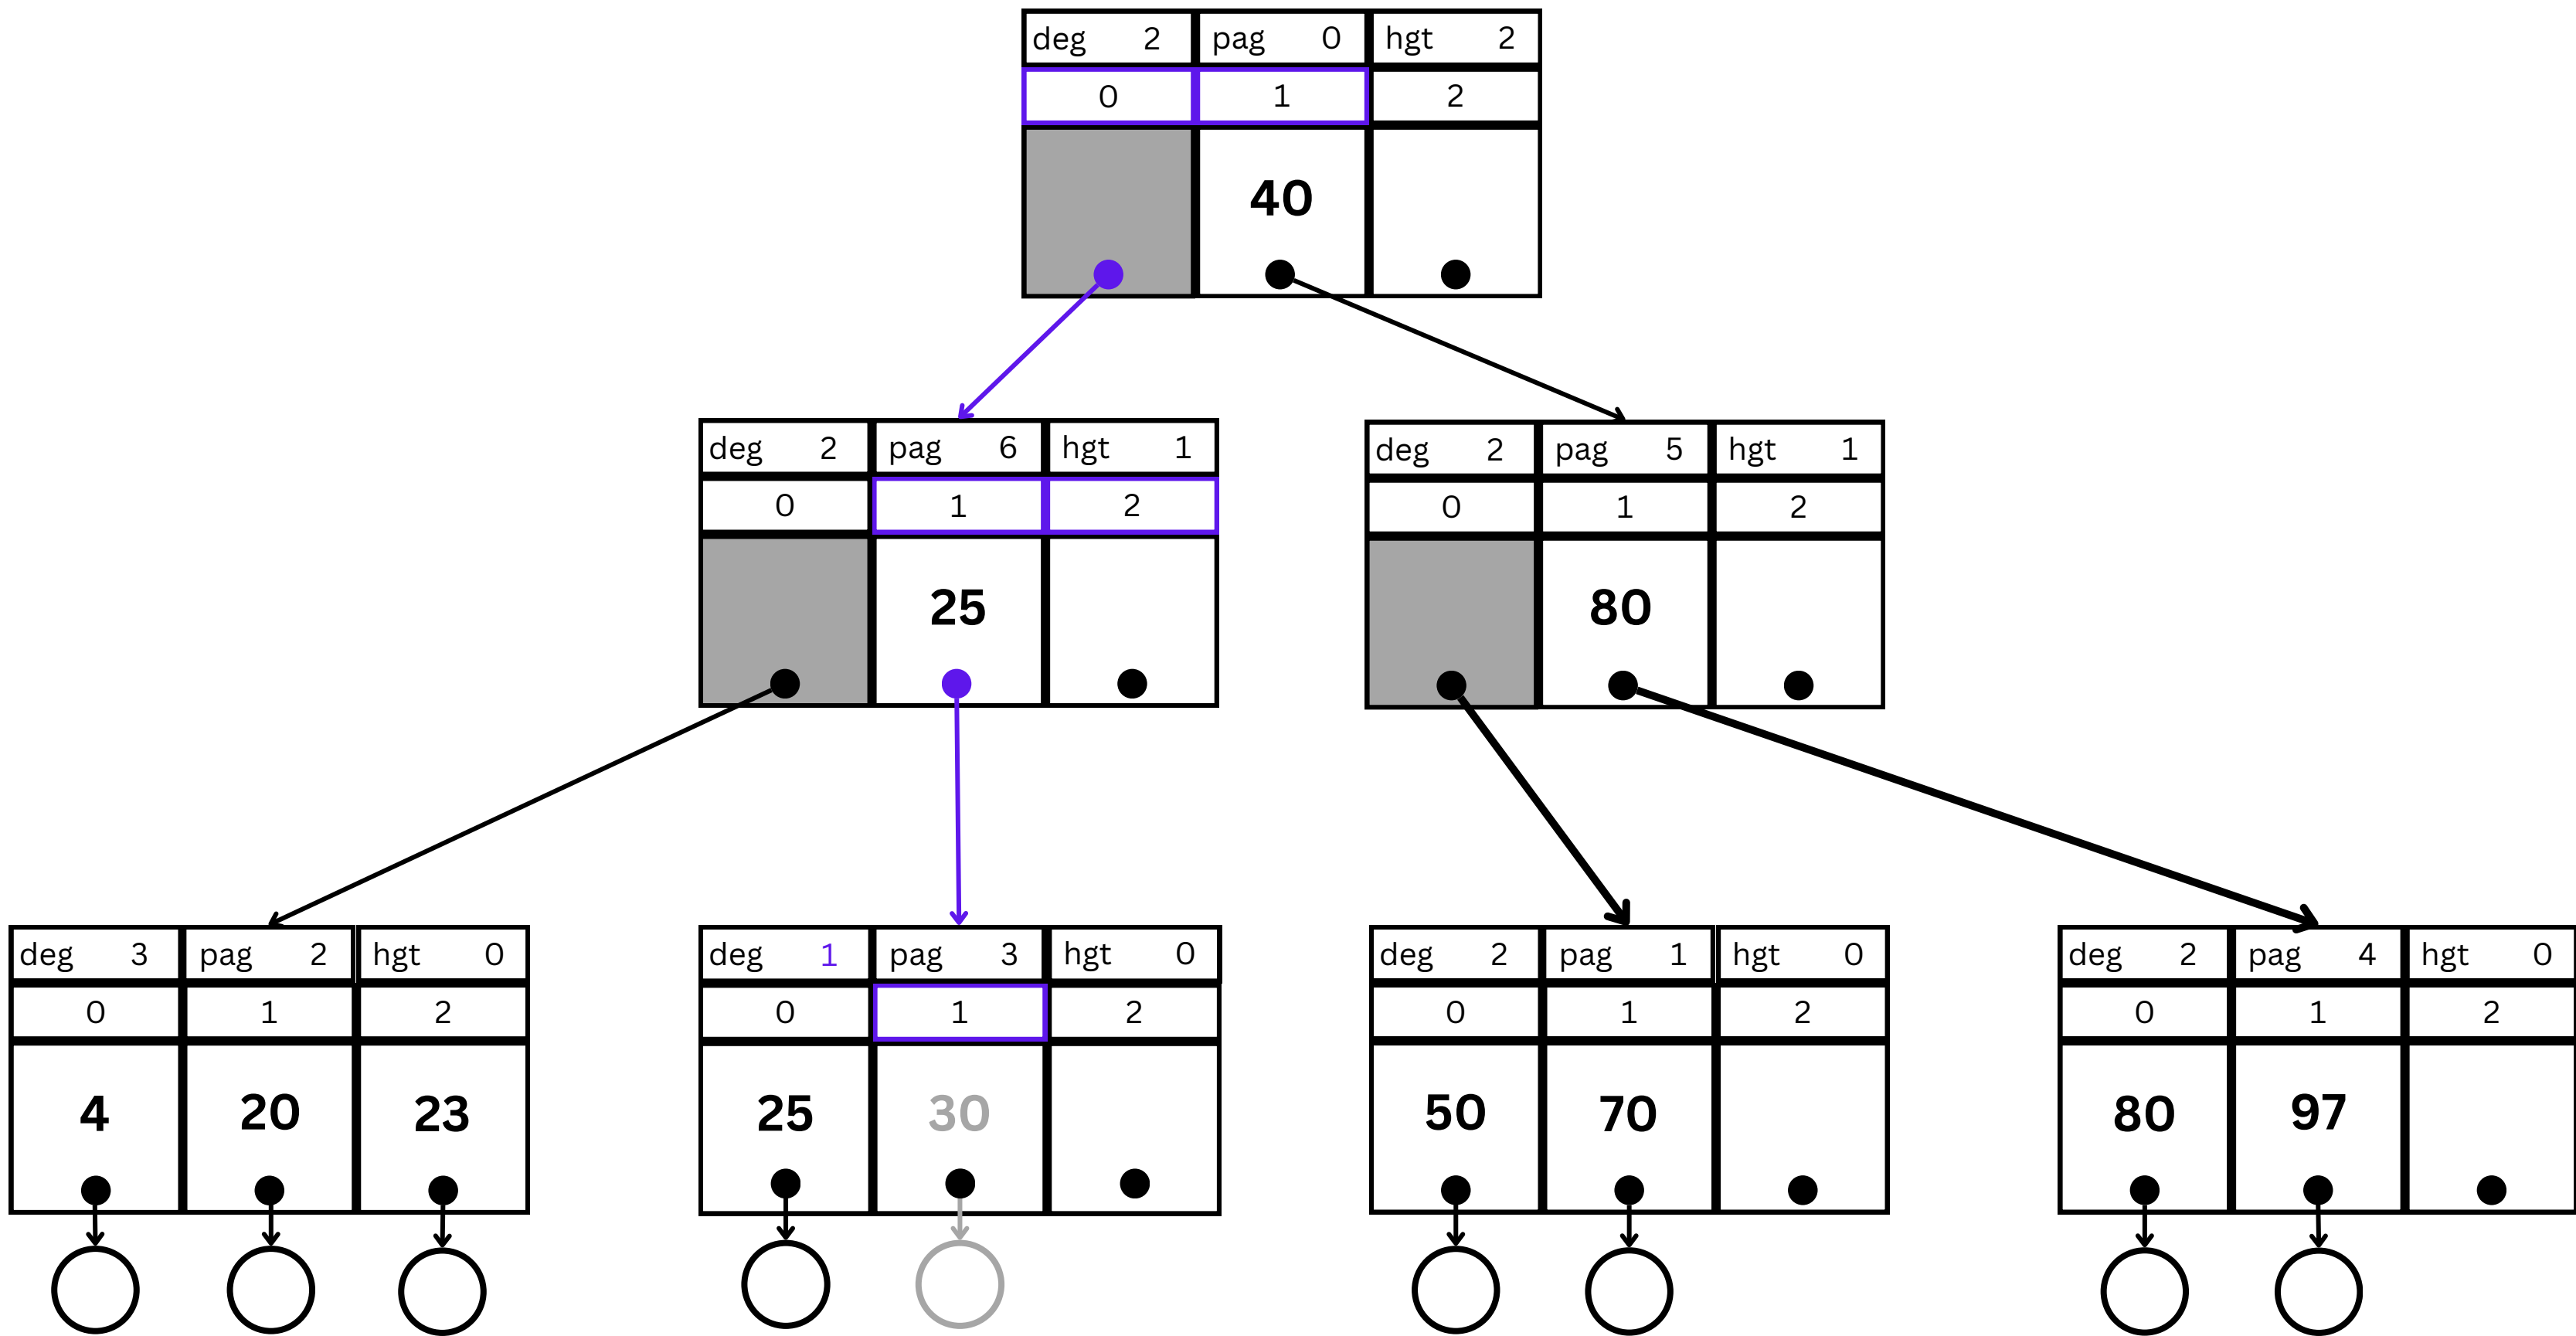 deg 2 pag 0 hgt 2
0 1 2
40
deg 2 pag 6 hgt 1
0 1 2
25
deg 2 pag 5 hgt 1
0 1 2
80
deg 3 pag 2 hgt 0
0 1 2
4 20 23
deg 1 pag 3 hgt 0
0 1 2
25 30
deg 2 pag 1 hgt 0
0 1 2
50 70
deg 2 pag 4 hgt 0
0 1 2
80 97